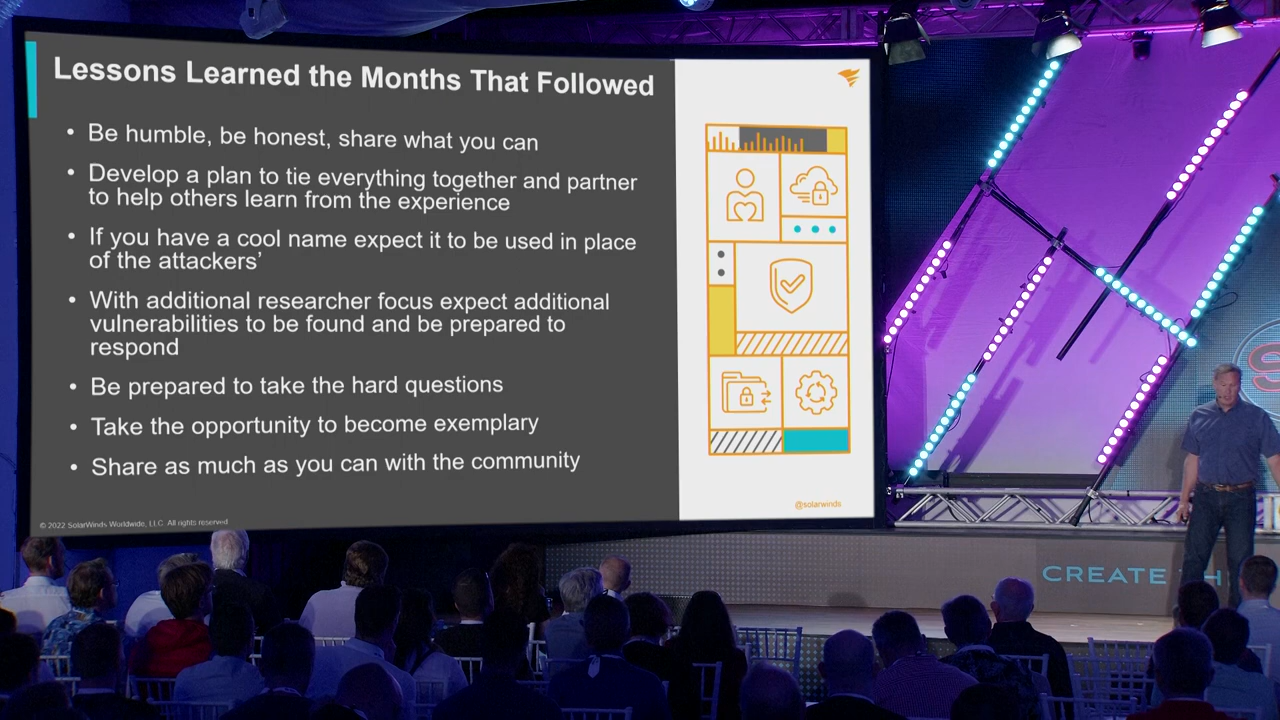 Lessons Learned the Months That Followed
• Be humble, be honest, share what you can
• Develop a plan to tie everything together and partner
to help others learn from the experience
• If you have a cool name expect it to be used in place
of the attackers’
• With additional researcher focus expect additional
vulnerabilities to be found and be prepared to
respond
• Be prepared to take the hard questions
• Take the opportunity to become exemplary
• Share as much as you can with the community
@solarwinds
© 2022 SolarWinds Worldwide, LLC. All rights reserved
CREATE TH